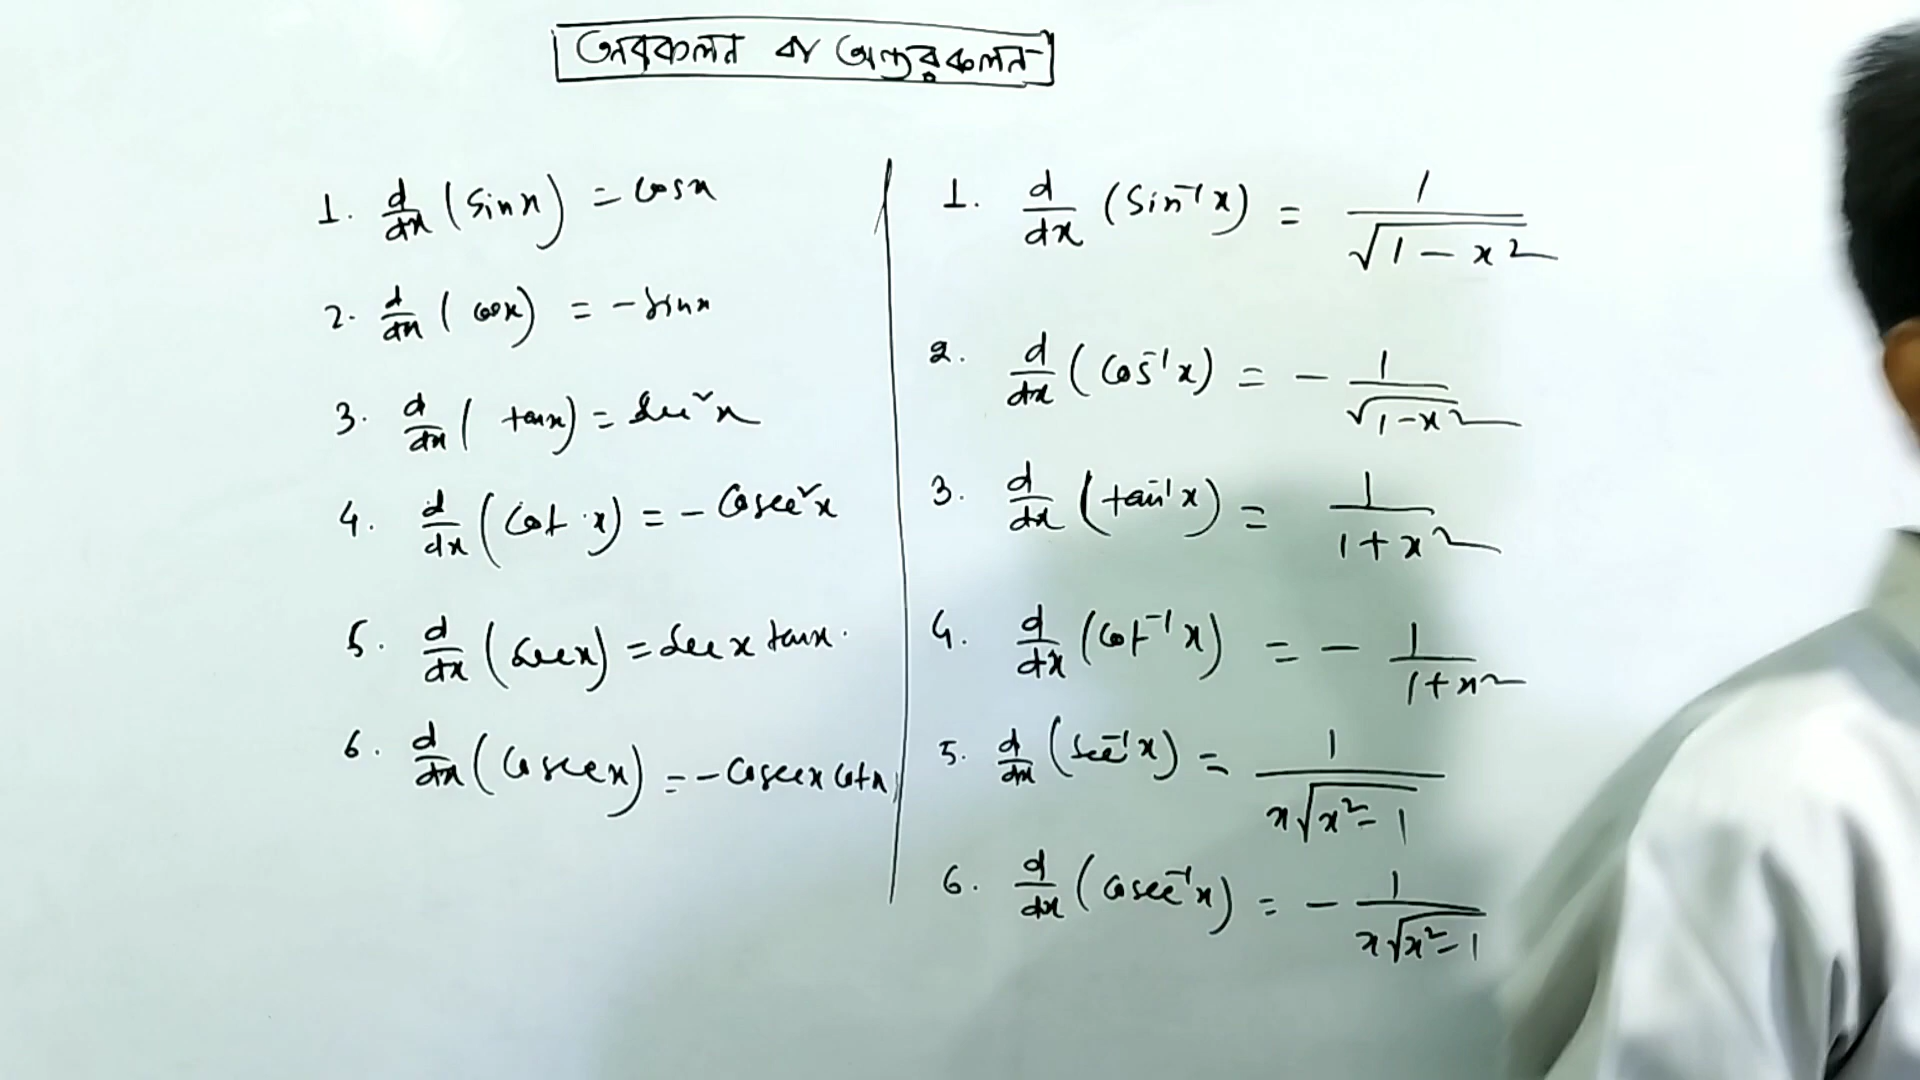 অবকলন বা অন্তরকলন
1. d/dx (sin x) = cos x
2. d/dx (cos x) = - sin x
3. d/dx (tan x) = sec²x
4. d/dx (cot x) = - cosec²x
5. d/dx (sec x) = sec x tan x.
6. d/dx (cosec x) = - cosec x cot x
1. d/dx (sin⁻¹x) = 1/√(1 - x²)
2. d/dx (cos⁻¹x) = - 1/√(1-x²)
3. d/dx (tan⁻¹x) = 1/(1+x²)
4. d/dx (cot⁻¹x) = - 1/(1+x²)
5. d/dx (sec⁻¹x) = 1/(x√(x²-1))
6. d/dx (cosec⁻¹x) = - 1/(x√(x²-1))